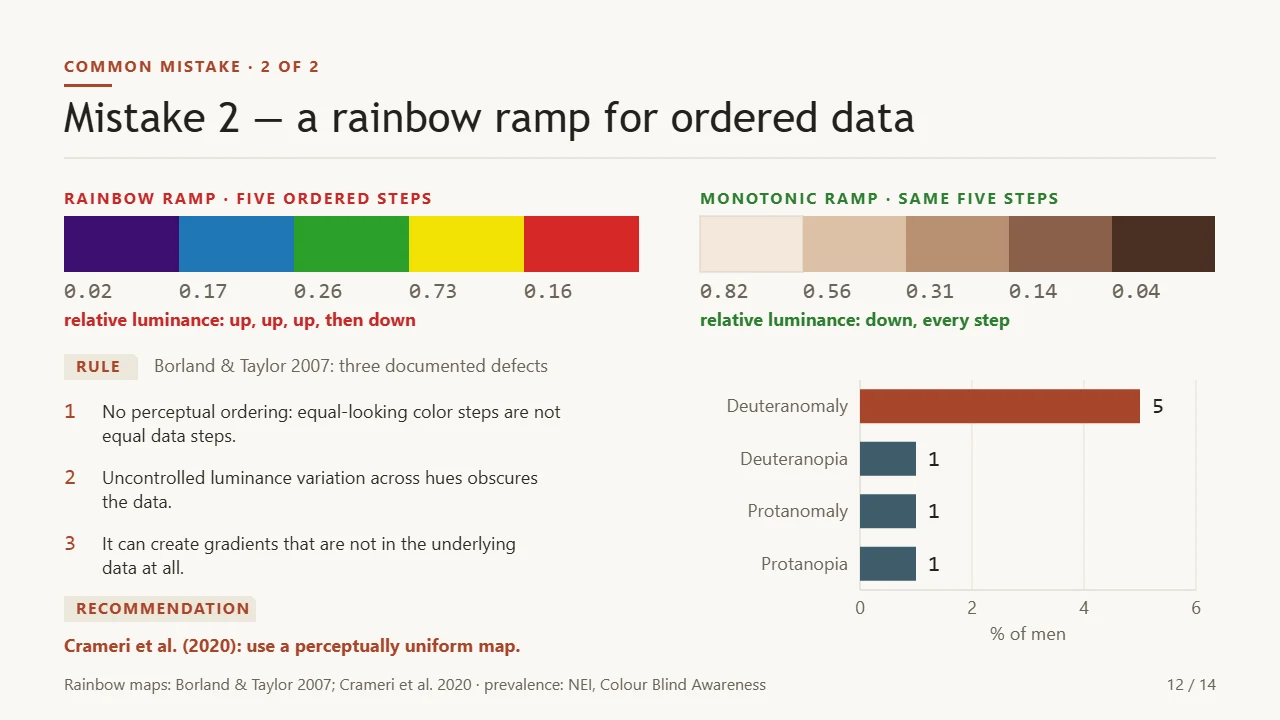 COMMON MISTAKE · 2 OF 2
Mistake 2 — a rainbow ramp for ordered data
RAINBOW RAMP · FIVE ORDERED STEPS
0.02 0.17 0.26 0.73 0.16
relative luminance: up, up, up, then down
MONOTONIC RAMP · SAME FIVE STEPS
0.82 0.56 0.31 0.14 0.04
relative luminance: down, every step
RULE Borland & Taylor 2007: three documented defects
1 No perceptual ordering: equal-looking color steps are not
equal data steps.
2 Uncontrolled luminance variation across hues obscures
the data.
3 It can create gradients that are not in the underlying
data at all.
RECOMMENDATION
Crameri et al. (2020): use a perceptually uniform map.
Deuteranomaly 5
Deuteranopia 1
Protanomaly 1
Protanopia 1
0 2 4 6
% of men
Rainbow maps: Borland & Taylor 2007; Crameri et al. 2020 · prevalence: NEI, Colour Blind Awareness
12 / 14